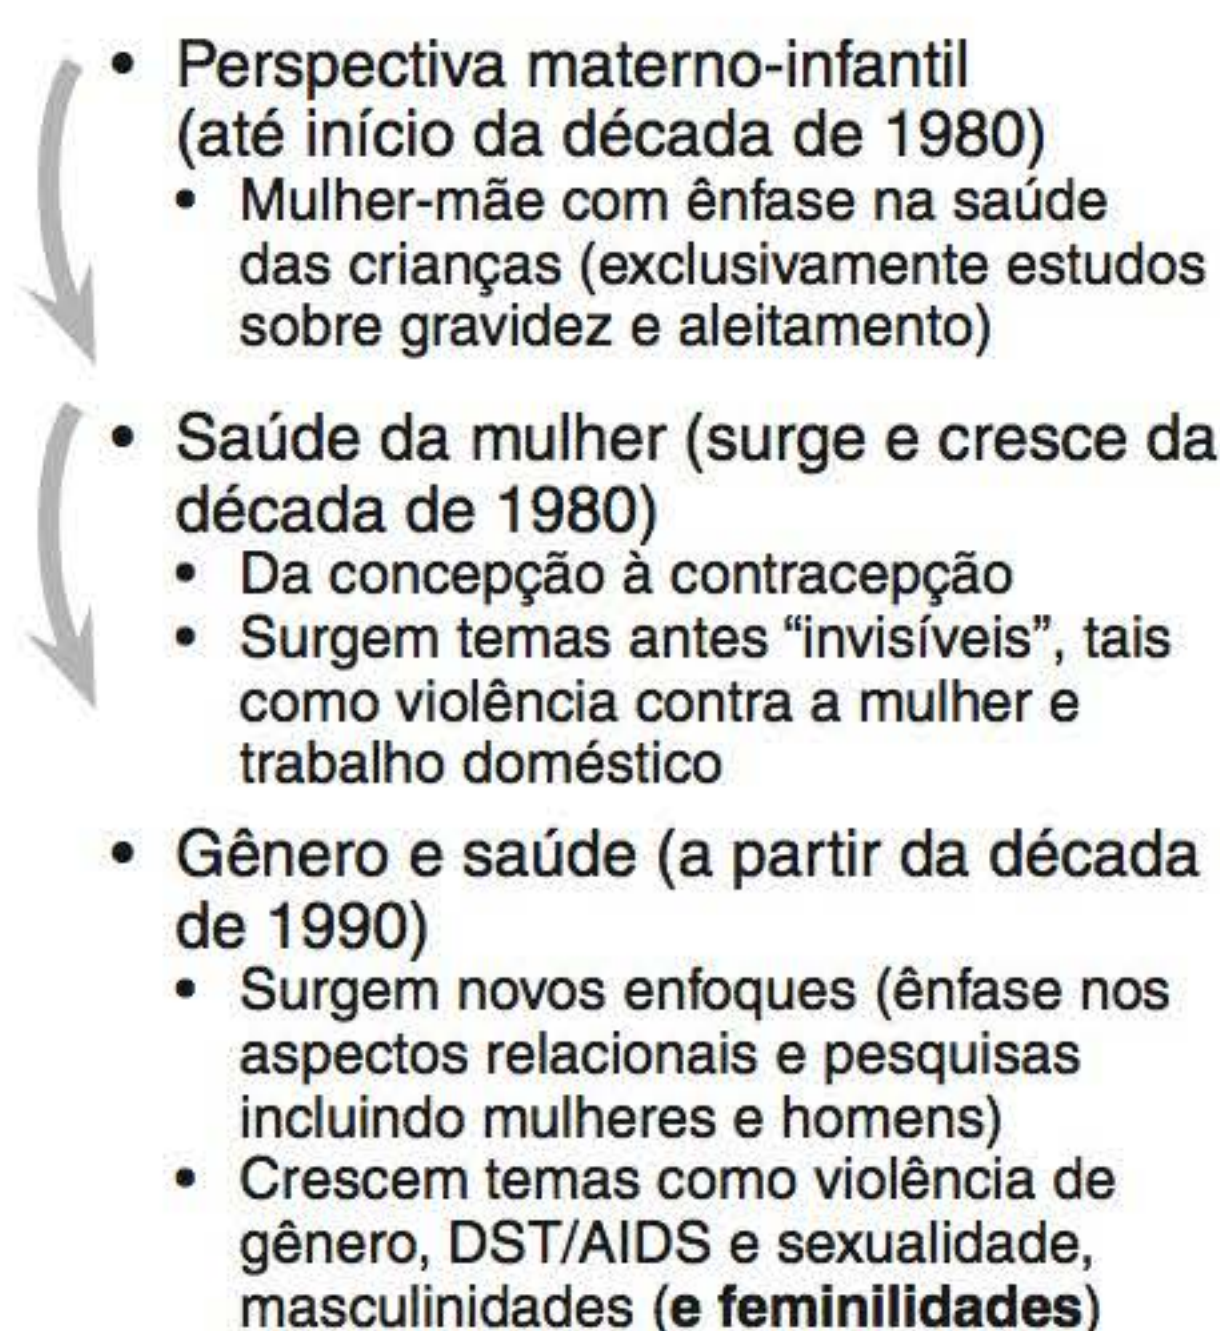 • Perspectiva materno-infantil
(até início da década de 1980)
• Mulher-mãe com ênfase na saúde
das crianças (exclusivamente estudos
sobre gravidez e aleitamento)
• Saúde da mulher (surge e cresce da
década de 1980)
• Da concepção à contracepção
• Surgem temas antes “invisíveis”, tais
como violência contra a mulher e
trabalho doméstico
• Gênero e saúde (a partir da década
de 1990)
• Surgem novos enfoques (ênfase nos
aspectos relacionais e pesquisas
incluindo mulheres e homens)
• Crescem temas como violência de
gênero, DST/AIDS e sexualidade,
masculinidades (e feminilidades)